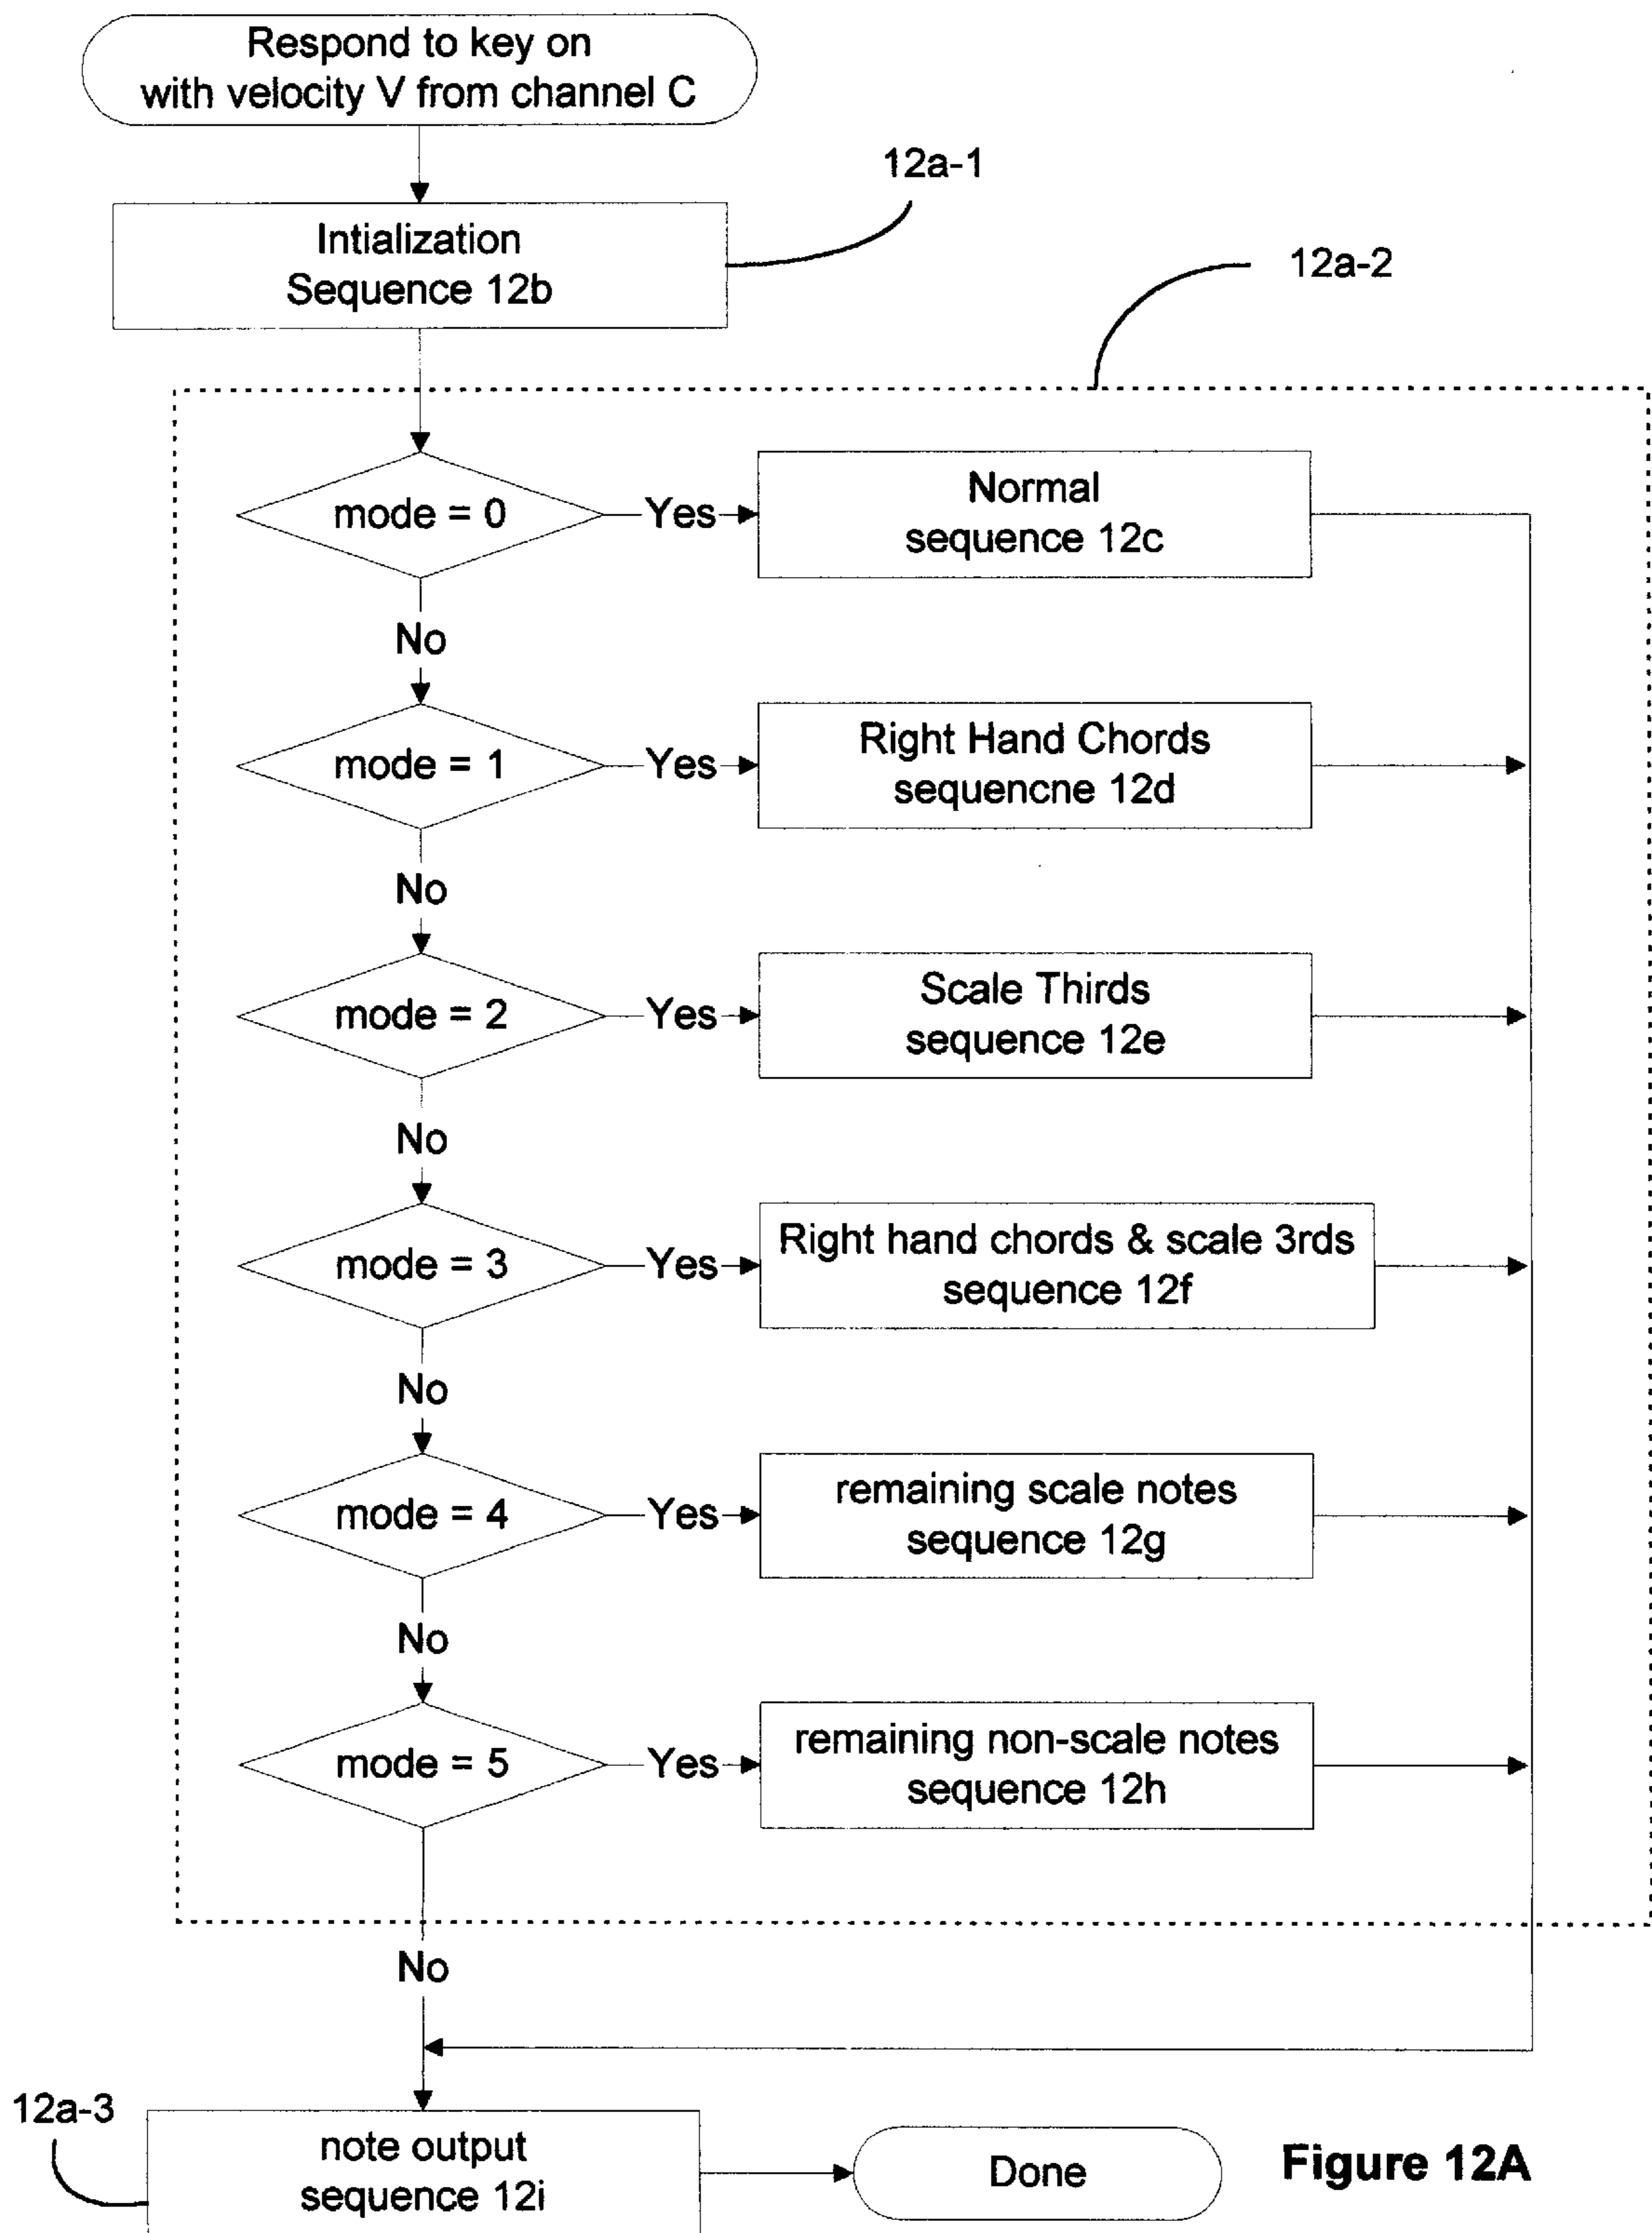 Respond to key on
with velocity V from channel C
12a-1
Intialization
Sequence 12b
12a-2
mode = 0
Yes
Normal
sequence 12c
No
mode = 1
Yes
Right Hand Chords
sequencne 12d
No
mode = 2
Yes
Scale Thirds
sequence 12e
No
mode = 3
Yes
Right hand chords & scale 3rds
sequence 12f
No
mode = 4
Yes
remaining scale notes
sequence 12g
No
mode = 5
Yes
remaining non-scale notes
sequence 12h
No
12a-3
note output
sequence 12i
Done
Figure 12A